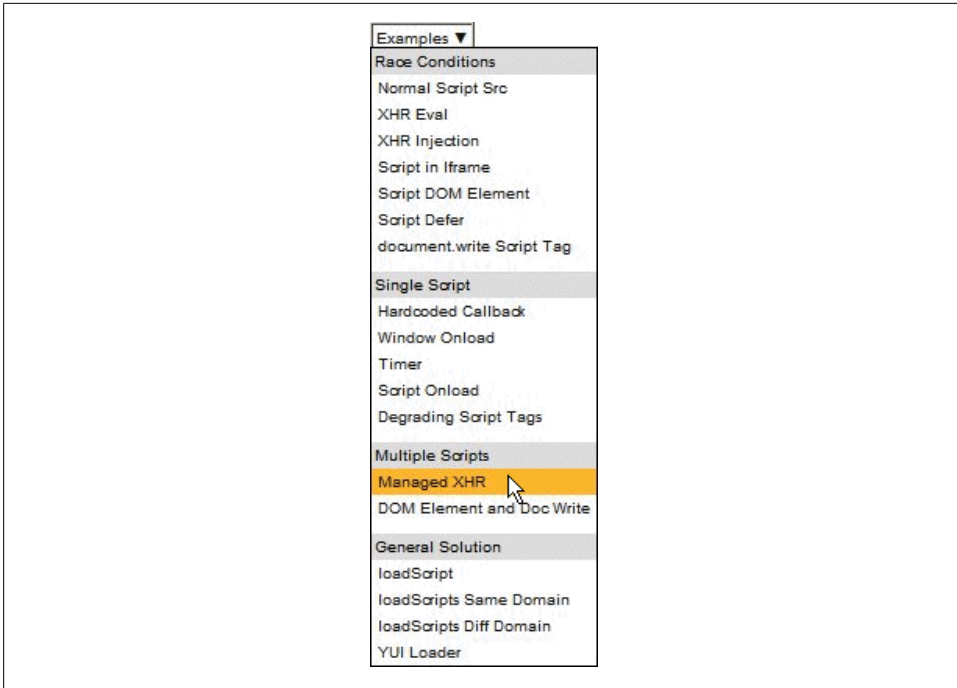 Examples ▼
Race Conditions
Normal Script Src
XHR Eval
XHR Injection
Script in Iframe
Script DOM Element
Script Defer
document.write Script Tag
Single Script
Hardcoded Callback
Window Onload
Timer
Script Onload
Degrading Script Tags
Multiple Scripts
Managed XHR
DOM Element and Doc Write
General Solution
loadScript
loadScripts Same Domain
loadScripts Diff Domain
YUI Loader